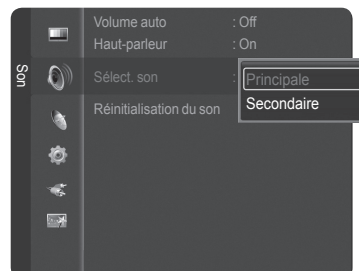 Son
Volume auto : Off
Haut-parleur : On
Sélect. son :
Principale
Secondaire
Réinitialisation du son